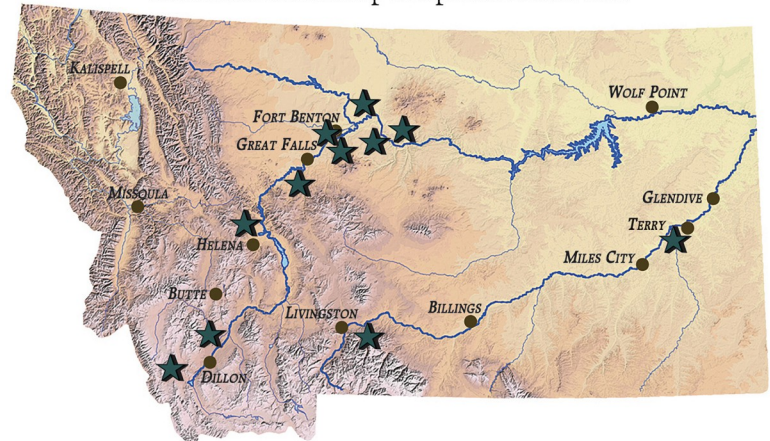 KALISPELL
WOLF POINT
FORT BENTON
GREAT FALLS
MISSOULA
GLENDIVE
TERRY
HELENA
MILES CITY
BUTTE
LIVINGSTON
BILLINGS
DILLON